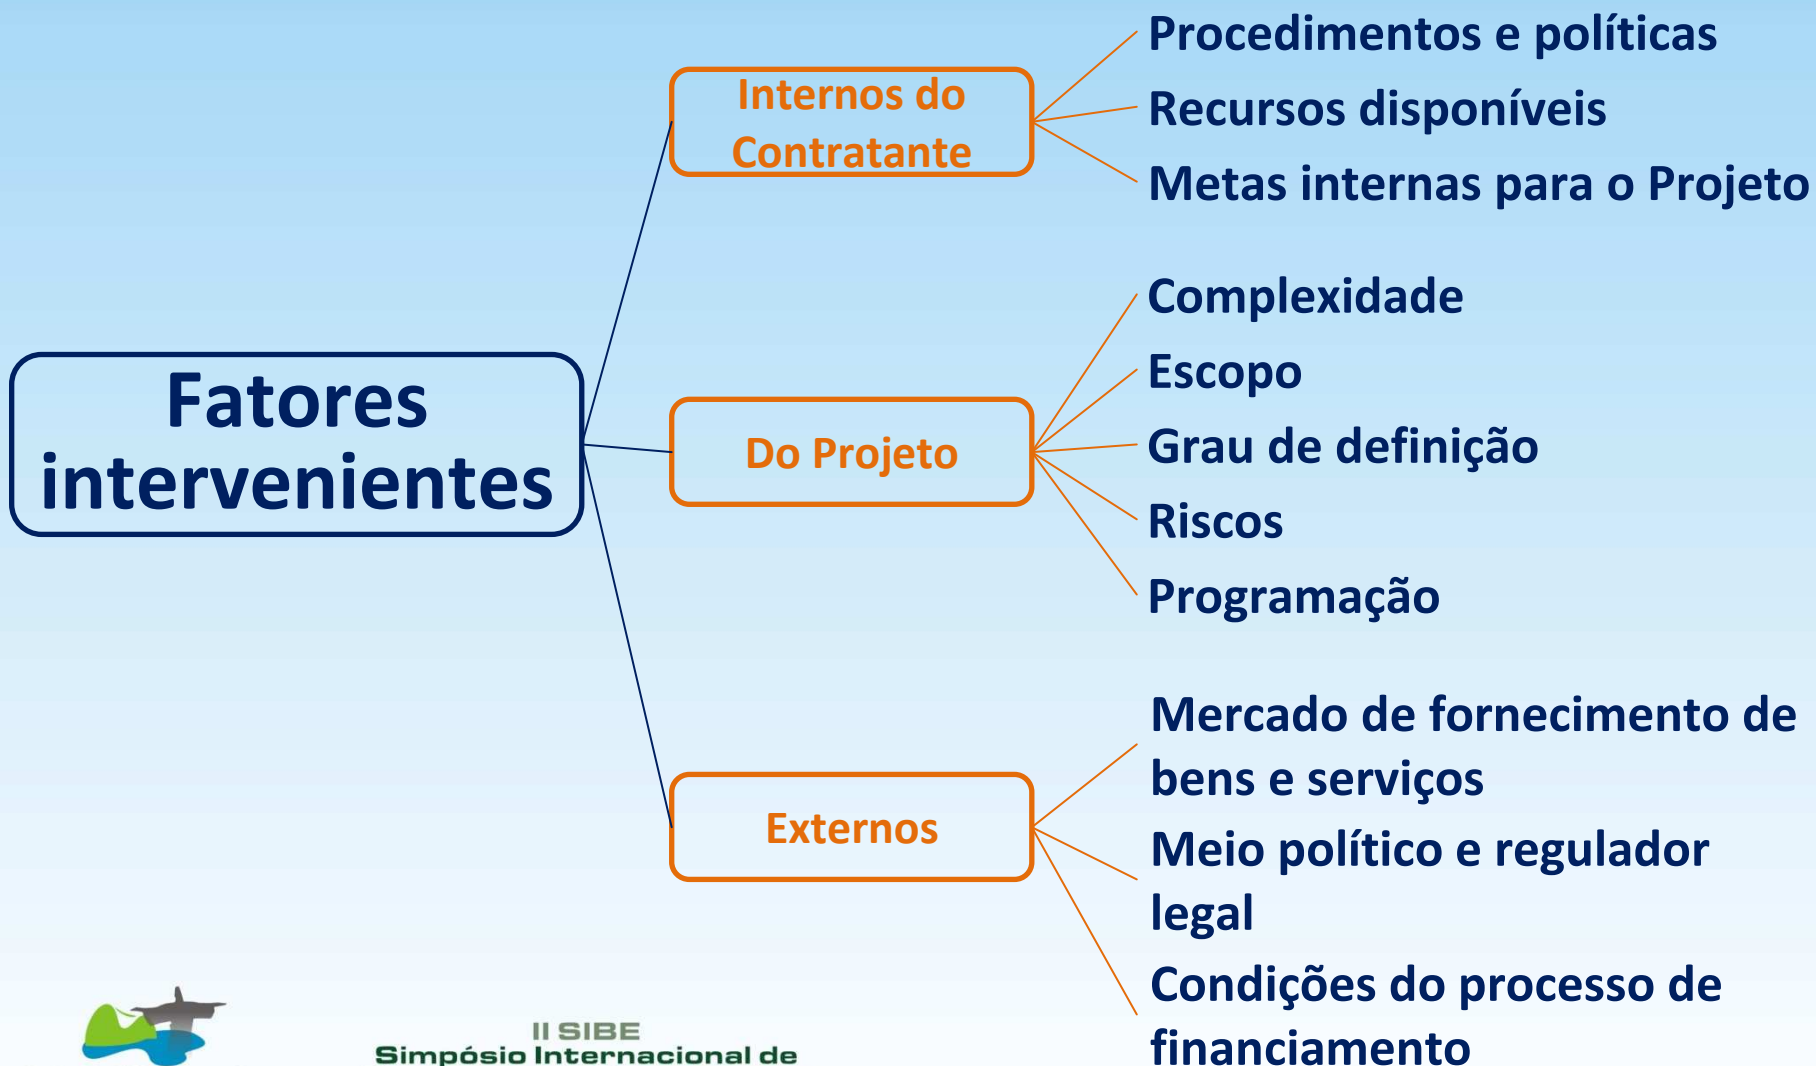 Fatores
intervenientes
Internos do
Contratante
Procedimentos e políticas
Recursos disponíveis
Metas internas para o Projeto
Do Projeto
Complexidade
Escopo
Grau de definição
Riscos
Programação
Externos
Mercado de fornecimento de
bens e serviços
Meio político e regulador
legal
Condições do processo de
financiamento
II SIBE
Simpósio Internacional de